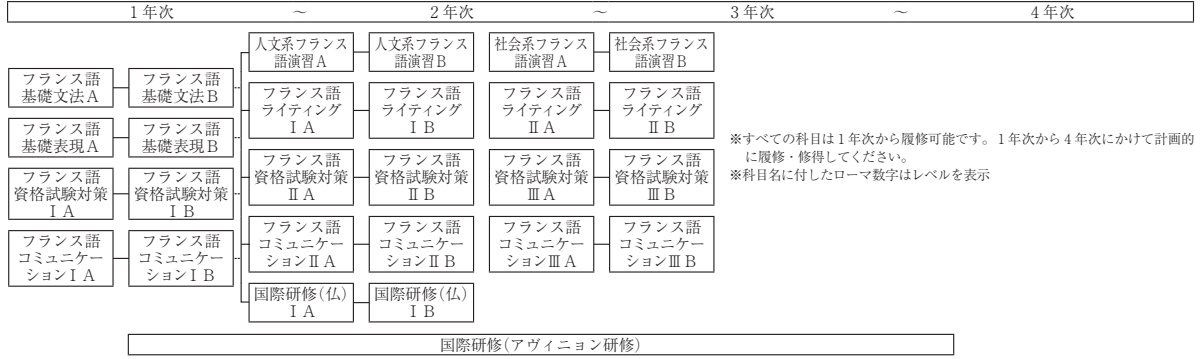 1年次 ～ 2年次 ～ 3年次 ～ 4年次
人文系フランス
語演習A
人文系フランス
語演習B
社会系フランス
語演習A
社会系フランス
語演習B
フランス語
基礎文法A
フランス語
基礎文法B
フランス語
ライティング
ⅠA
フランス語
ライティング
ⅠB
フランス語
ライティング
ⅡA
フランス語
ライティング
ⅡB
フランス語
基礎表現A
フランス語
基礎表現B
フランス語
資格試験対策
ⅠA
フランス語
資格試験対策
ⅠB
フランス語
資格試験対策
ⅡA
フランス語
資格試験対策
ⅡB
フランス語
資格試験対策
ⅢA
フランス語
資格試験対策
ⅢB
フランス語
コミュニケー
ションⅠA
フランス語
コミュニケー
ションⅠB
フランス語
コミュニケー
ションⅡA
フランス語
コミュニケー
ションⅡB
フランス語
コミュニケー
ションⅢA
フランス語
コミュニケー
ションⅢB
国際研修(仏)
ⅠA
国際研修(仏)
ⅠB
国際研修(アヴィニョン研修)
※すべての科目は1年次から履修可能です。1年次から4年次にかけて計画的
に履修・修得してください。
※科目名に付したローマ数字はレベルを表示